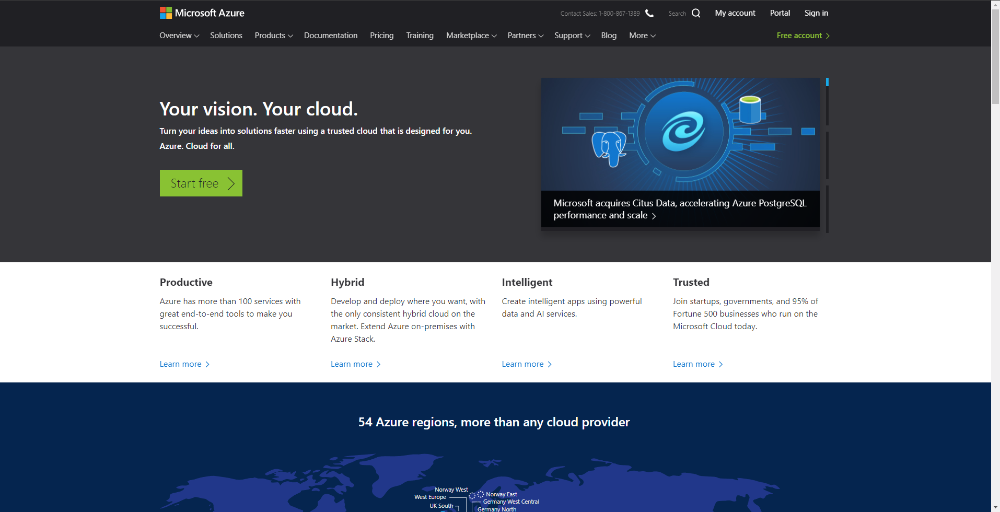 Microsoft Azure
Contact Sales: 1-800-867-1389
Search
My account
Portal
Sign in
Overview
Solutions
Products
Documentation
Pricing
Training
Marketplace
Partners
Support
Blog
More
Free account
Your vision. Your cloud.
Turn your ideas into solutions faster using a trusted cloud that is designed for you.
Azure. Cloud for all.
Start free
Microsoft acquires Citus Data, accelerating Azure PostgreSQL
performance and scale
Productive
Azure has more than 100 services with
great end-to-end tools to make you
successful.
Learn more
Hybrid
Develop and deploy where you want, with
the only consistent hybrid cloud on the
market. Extend Azure on-premises with
Azure Stack.
Learn more
Intelligent
Create intelligent apps using powerful
data and AI services.
Learn more
Trusted
Join startups, governments, and 95% of
Fortune 500 businesses who run on the
Microsoft Cloud today.
Learn more
54 Azure regions, more than any cloud provider
Norway West
West Europe
UK South
Norway East
Germany West Central
Germany North